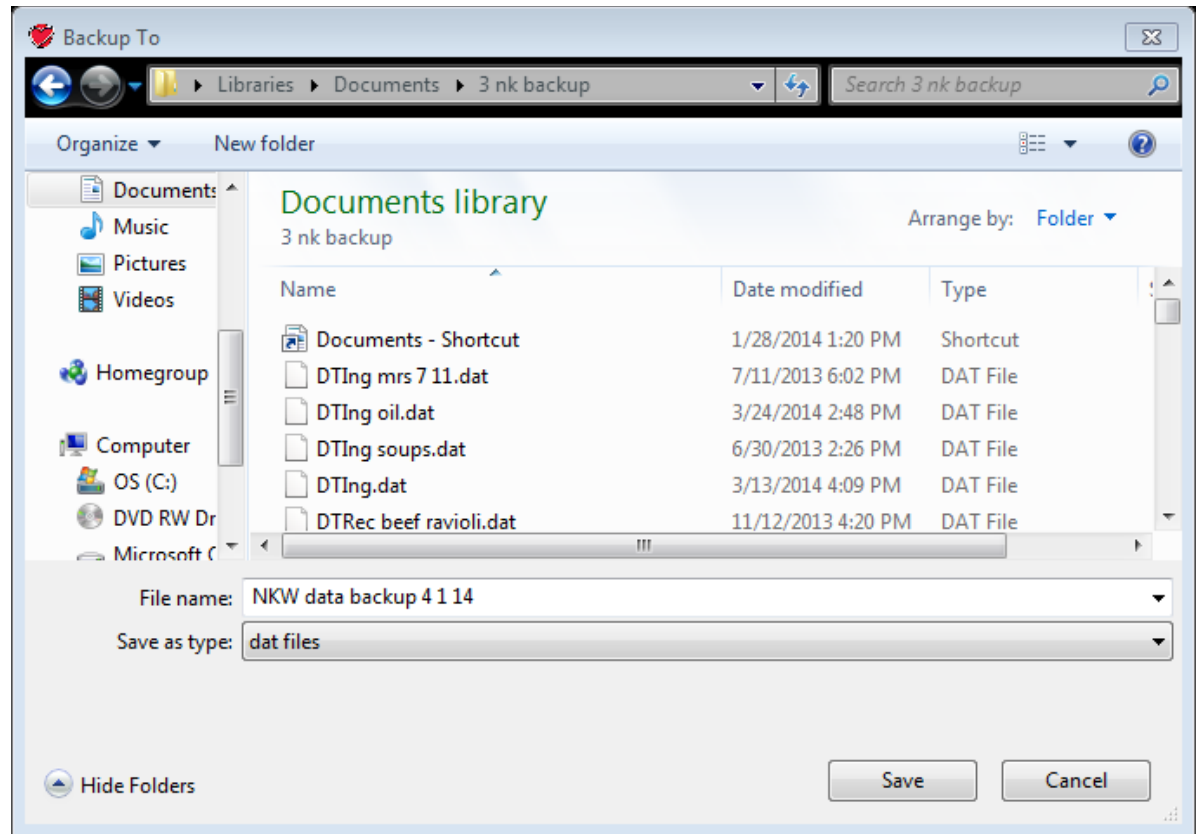 Backup To
Libraries Documents 3 nk backup Search 3 nk backup
Organize New folder
Documents
Music
Pictures
Videos
Homegroup
Computer
OS (C:)
DVD RW Dr
Microsoft
Documents library
3 nk backup
Arrange by: Folder
Name Date modified Type
Documents - Shortcut 1/28/2014 1:20 PM Shortcut
DTIng mrs 7 11.dat 7/11/2013 6:02 PM DAT File
DTIng oil.dat 3/24/2014 2:48 PM DAT File
DTIng soups.dat 6/30/2013 2:26 PM DAT File
DTIng.dat 3/13/2014 4:09 PM DAT File
DTRec beef ravioli.dat 11/12/2013 4:20 PM DAT File
File name: NKW data backup 4 1 14
Save as type: dat files
Hide Folders Save Cancel